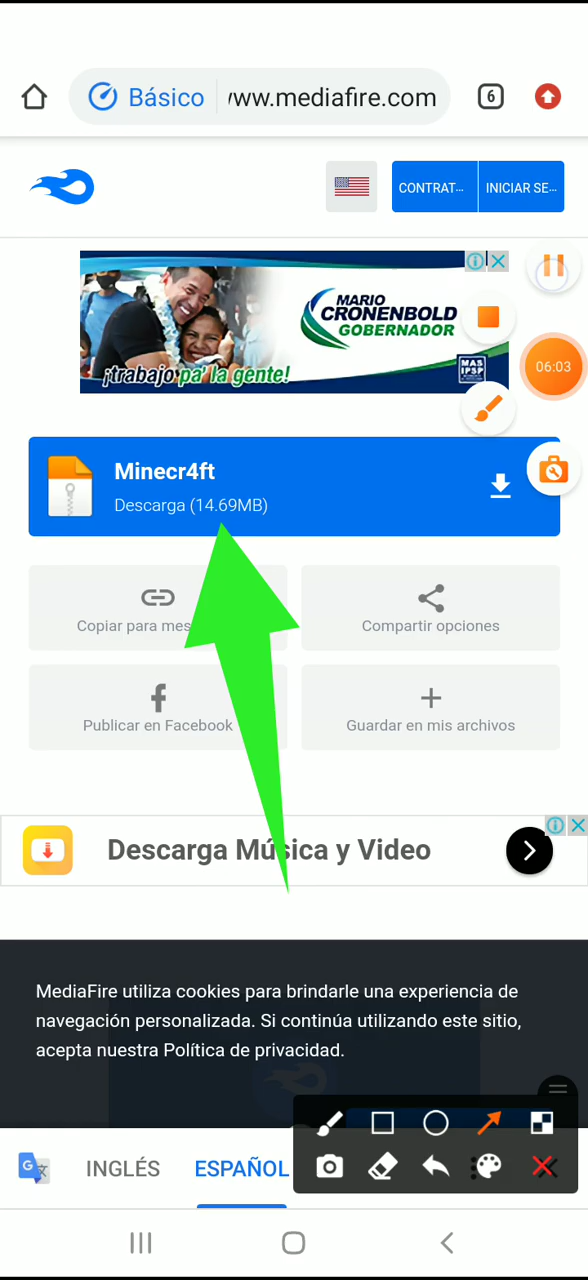 Básico
www.mediafire.com
6
CONTRAT...
INICIAR SE...
MARIO
CRONENBOLD
GOBERNADOR
¡trabajo pa' la gente!
MAS
IPSP
06:03
Minecr4ft
Descarga (14.69MB)
Copiar para mes
Compartir opciones
Publicar en Facebook
Guardar en mis archivos
Descarga Música y Video
MediaFire utiliza cookies para brindarle una experiencia de
navegación personalizada. Si continúa utilizando este sitio,
acepta nuestra Política de privacidad.
G
INGLÉS
ESPAÑOL